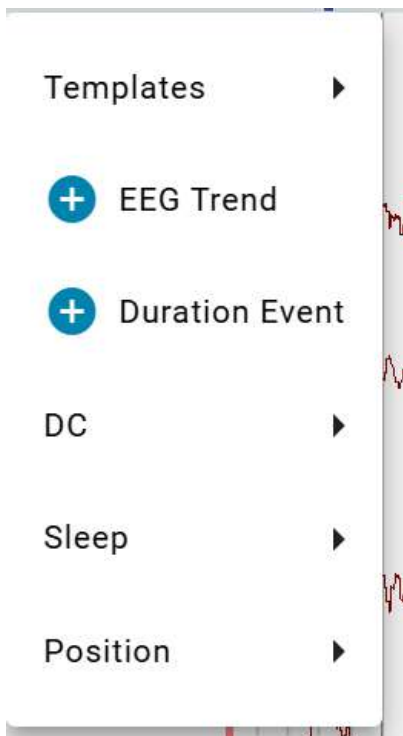 Templates
EEG Trend
Duration Event
DC
Sleep
Position